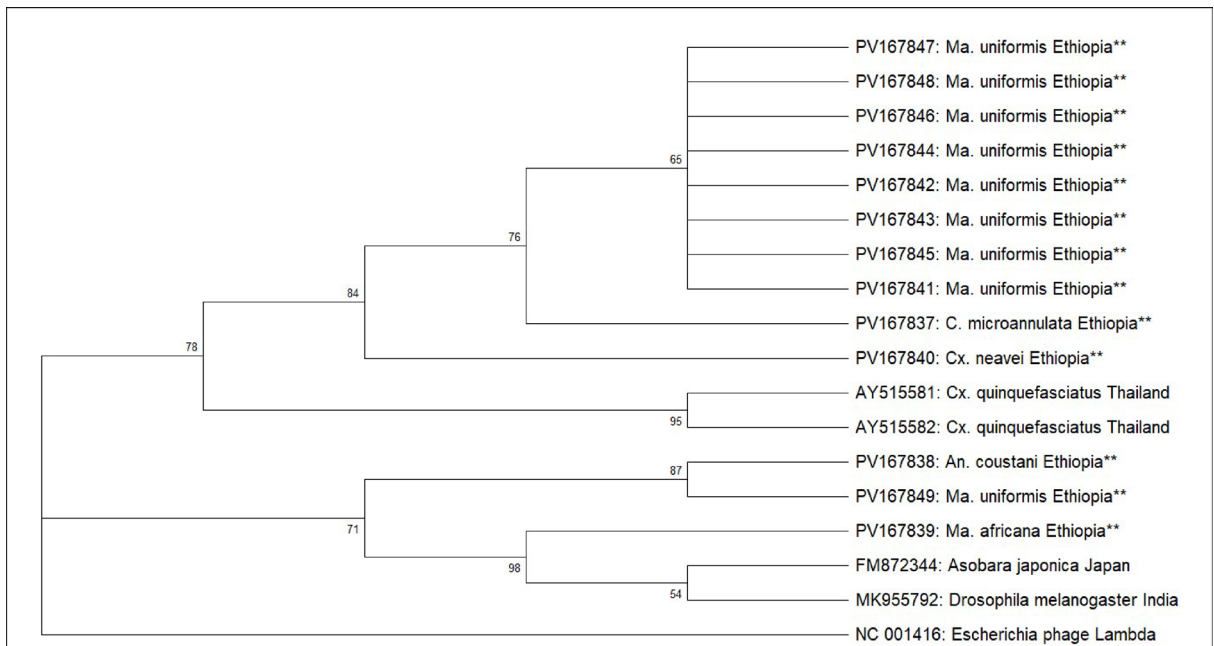 PV167847: Ma. uniformis Ethiopia**
PV167848: Ma. uniformis Ethiopia**
PV167846: Ma. uniformis Ethiopia**
PV167844: Ma. uniformis Ethiopia**
65
PV167842: Ma. uniformis Ethiopia**
PV167843: Ma. uniformis Ethiopia**
76
PV167845: Ma. uniformis Ethiopia**
PV167841: Ma. uniformis Ethiopia**
84
PV167837: C. microannulata Ethiopia**
78
PV167840: Cx. neavei Ethiopia**
AY515581: Cx. quinquefasciatus Thailand
95
AY515582: Cx. quinquefasciatus Thailand
PV167838: An. coustani Ethiopia**
87
PV167849: Ma. uniformis Ethiopia**
71
PV167839: Ma. africana Ethiopia**
98
FM872344: Asobara japonica Japan
54
MK955792: Drosophila melanogaster India
NC 001416: Escherichia phage Lambda